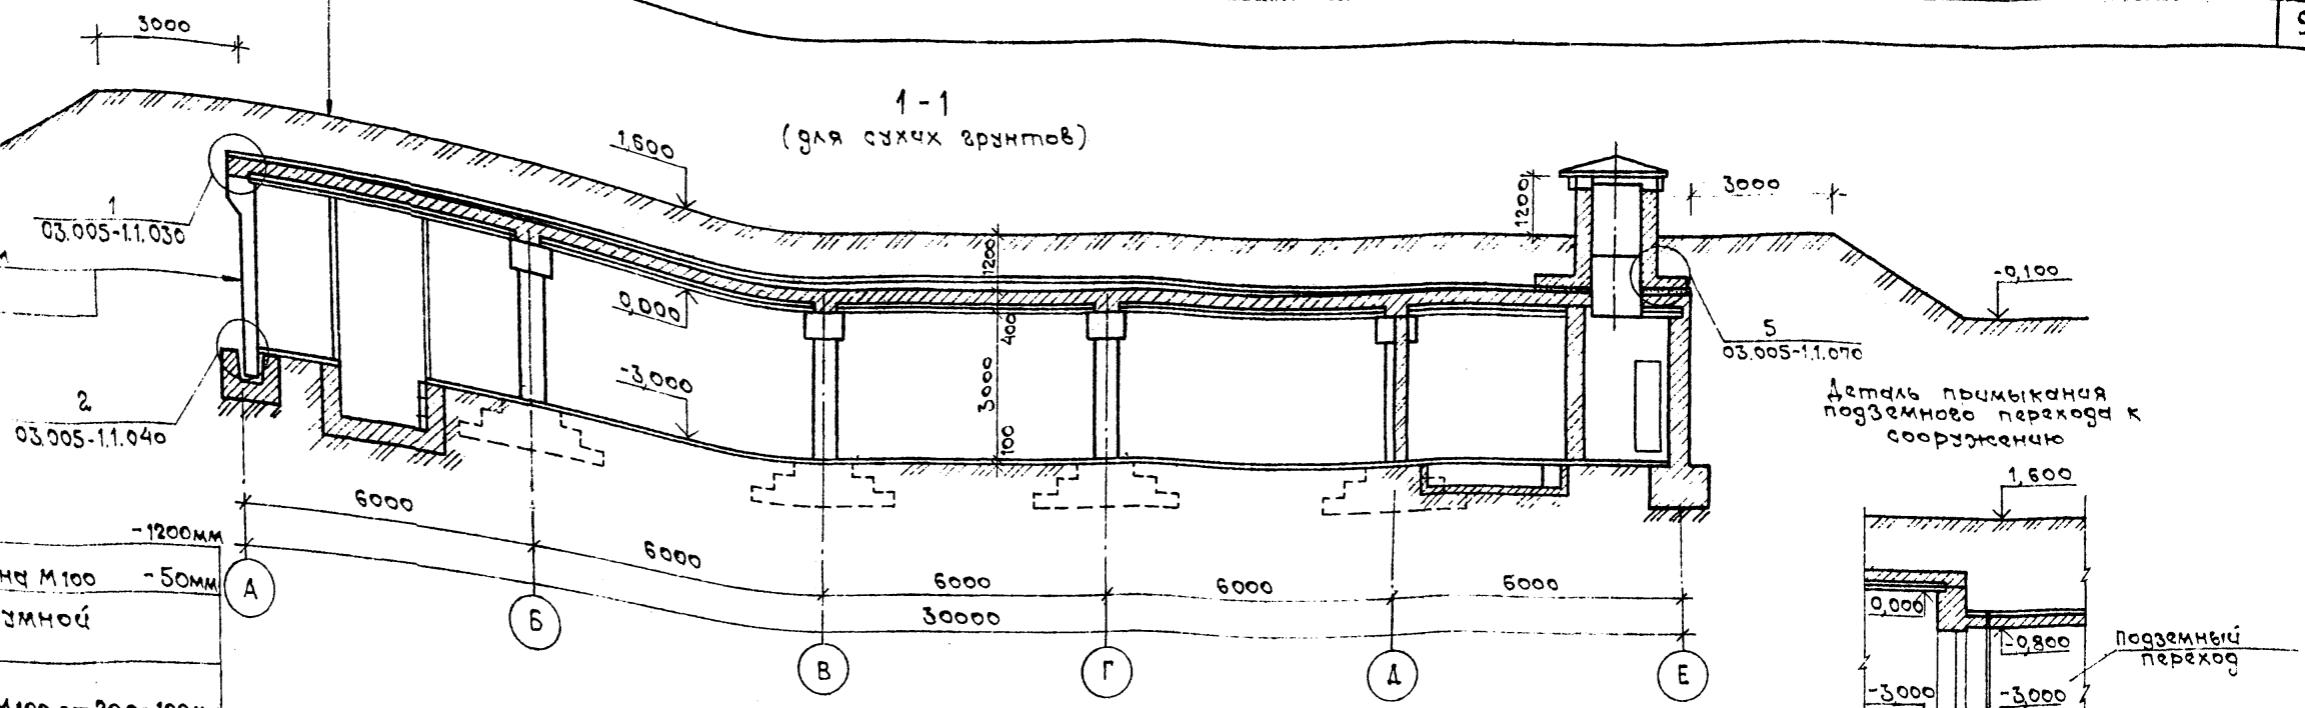 3000
1-1
(для сухих грунтов)
1,600
1200
3000
1
03.005-1.1.030
1200
-0,100
0,000
400
5
03.005-1.1.070
-3,000
3000
Деталь примыкания
подземного перехода к
сооружению
2
03.005-1.1.040
100
1,600
6000
-1200мм
6000
на М100 -50мм
6000
6000
6000
0,000
А
Б
30000
-0,800
подземный
переход
В
Г
Д
Е
-3,000
-3,000